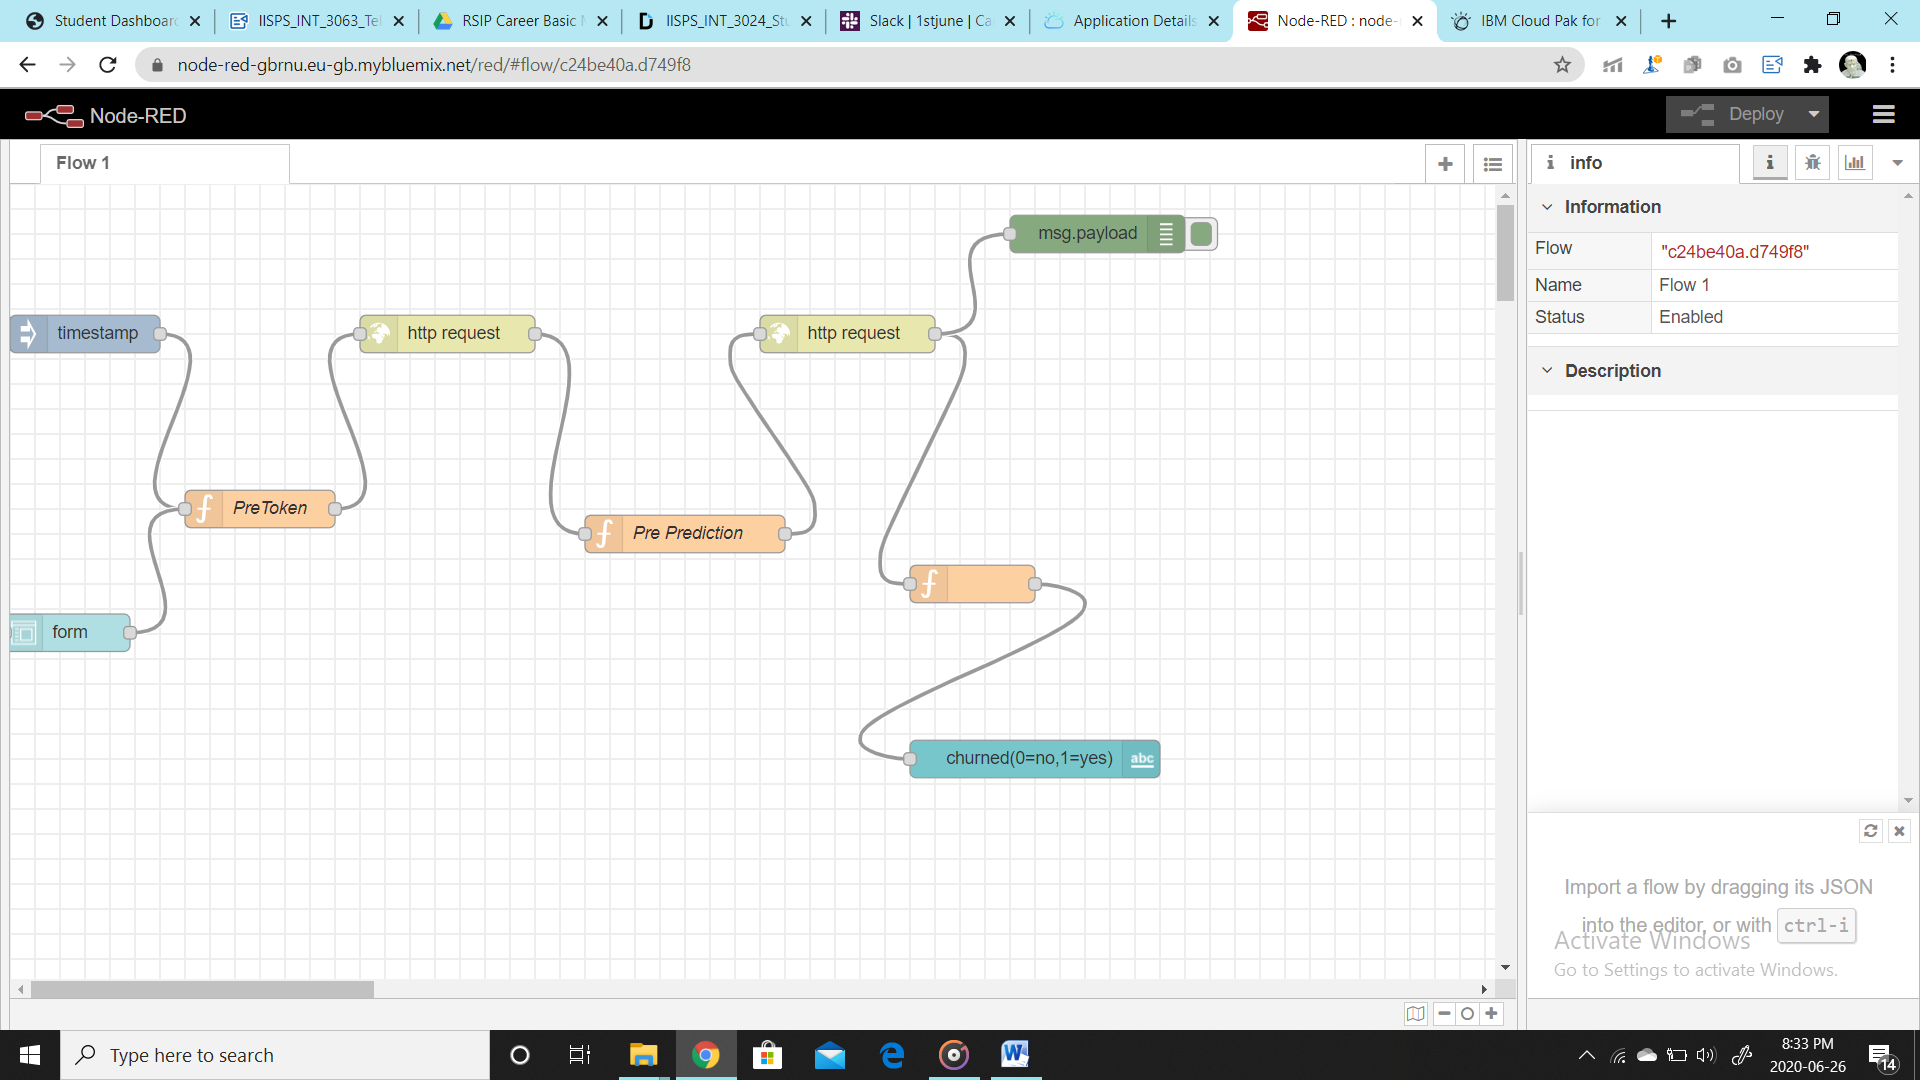 Student Dashboard
IISPS_INT_3063_Tel
RSIP Career Basic
IISPS_INT_3024_Stu
Slack | 1stjune | Ca
Application Details
Node-RED : node-
IBM Cloud Pak for
node-red-gbrnu.eu-gb.mybluemix.net/red/#flow/c24be40a.d749f8
Node-RED
Deploy
Flow 1
i info
i
Information
Flow "c24be40a.d749f8"
Name Flow 1
Status Enabled
Description
msg.payload
timestamp
http request
http request
PreToken
Pre Prediction
form
churned(0=no,1=yes)
abc
Import a flow by dragging its JSON
into the editor, or with ctrl-i
Activate Windows
Go to Settings to activate Windows.
Type here to search
8:33 PM
2020-06-26
14